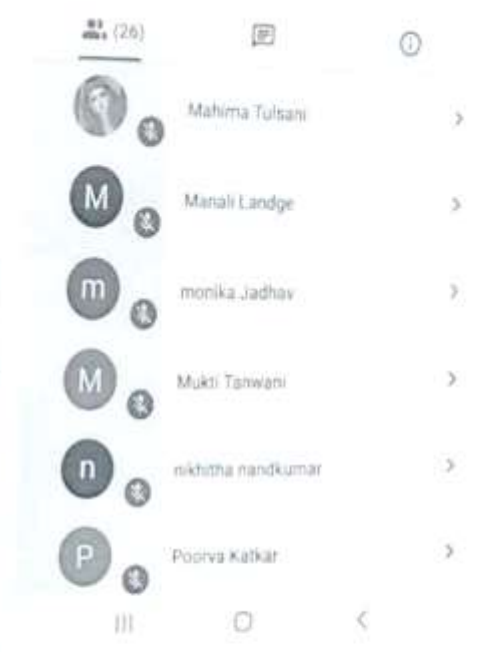 (26)
Mahima Tulsani
M Manali Landge
m monika Jadhav
M Mukti Tanwani
n nikhitha nandkumar
P Poorva Katkar